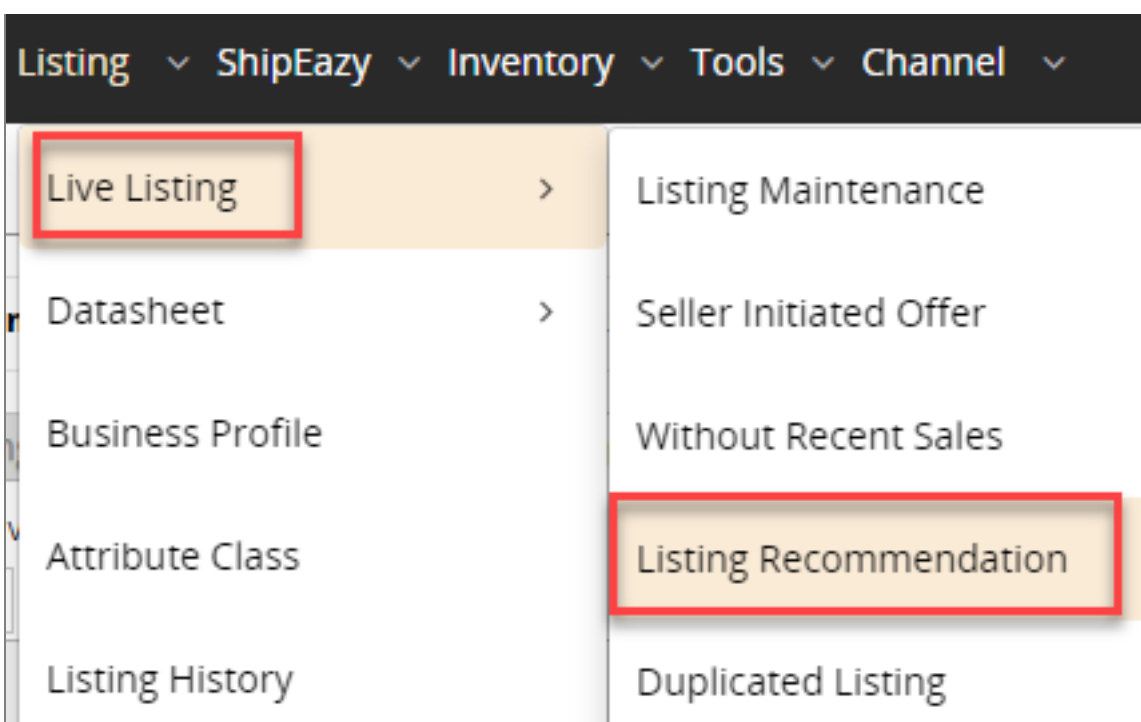 Listing ShipEazy Inventory Tools Channel
Live Listing
Datasheet
Business Profile
Attribute Class
Listing History
Listing Maintenance
Seller Initiated Offer
Without Recent Sales
Listing Recommendation
Duplicated Listing